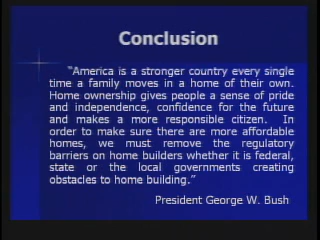 Conclusion
"America is a stronger country every single
time a family moves in a home of their own.
Home ownership gives people a sense of pride
and independence, confidence for the future
and makes a more responsible citizen. In
order to make sure there are more affordable
homes, we must remove the regulatory
barriers on home builders whether it is federal,
state or the local governments creating
obstacles to home building."
President George W. Bush